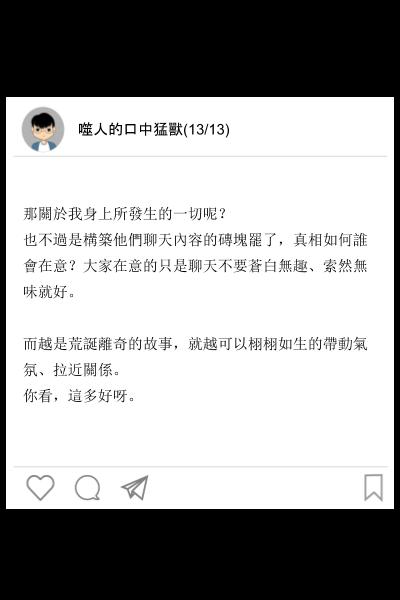 噬人的口中猛獸(13/13)
那關於我身上所發生的一切呢？
也不過是構築他們聊天內容的磚塊罷了，真相如何誰
會在意？大家在意的只是聊天不要蒼白無趣、索然無
味就好。
而越是荒誕離奇的故事，就越可以栩栩如生的帶動氣
氛、拉近關係。
你看，這多好呀。